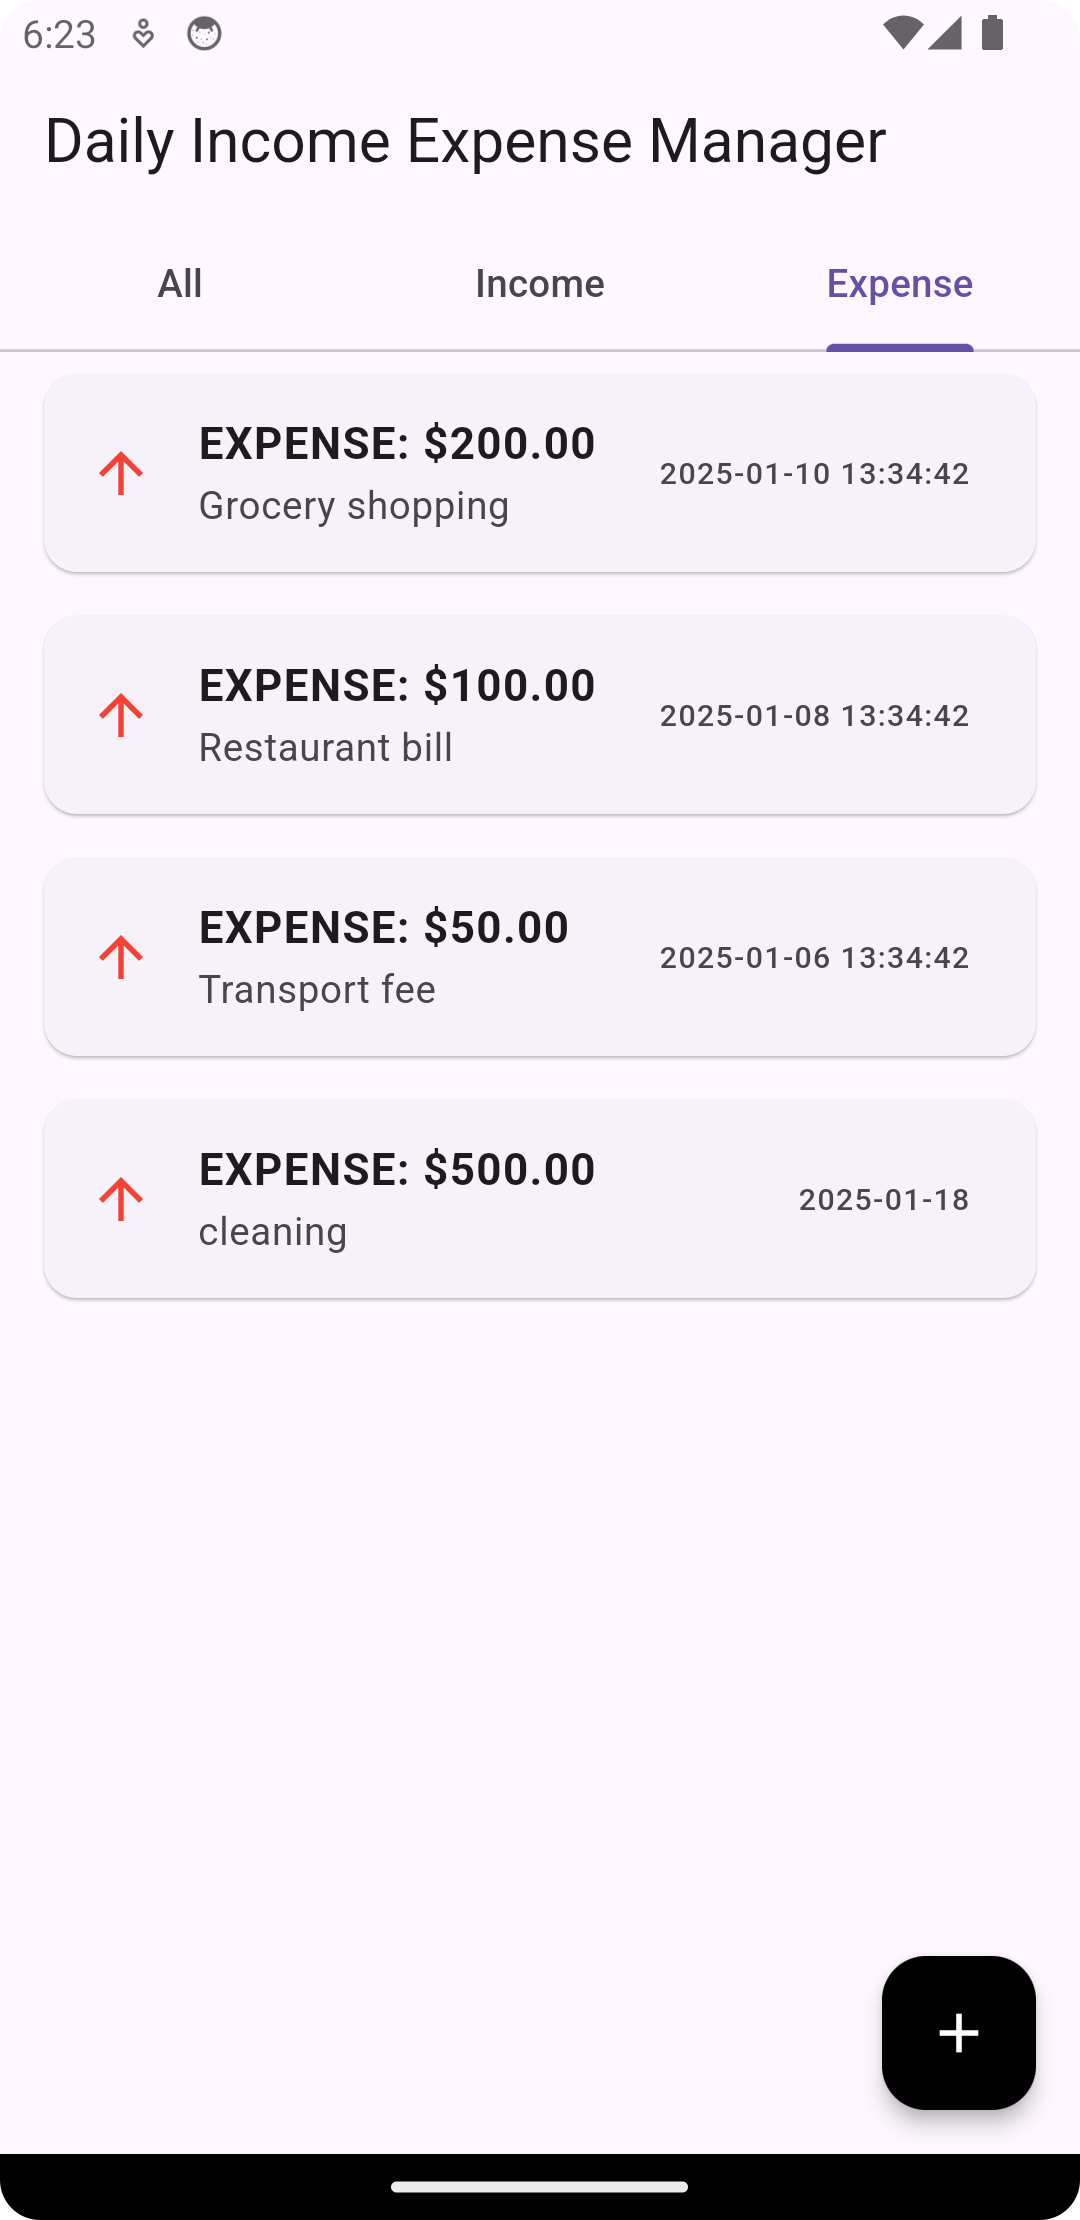 6:23
Daily Income Expense Manager
All Income Expense
EXPENSE: $200.00
2025-01-10 13:34:42
Grocery shopping
EXPENSE: $100.00
2025-01-08 13:34:42
Restaurant bill
EXPENSE: $50.00
2025-01-06 13:34:42
Transport fee
EXPENSE: $500.00
2025-01-18
cleaning